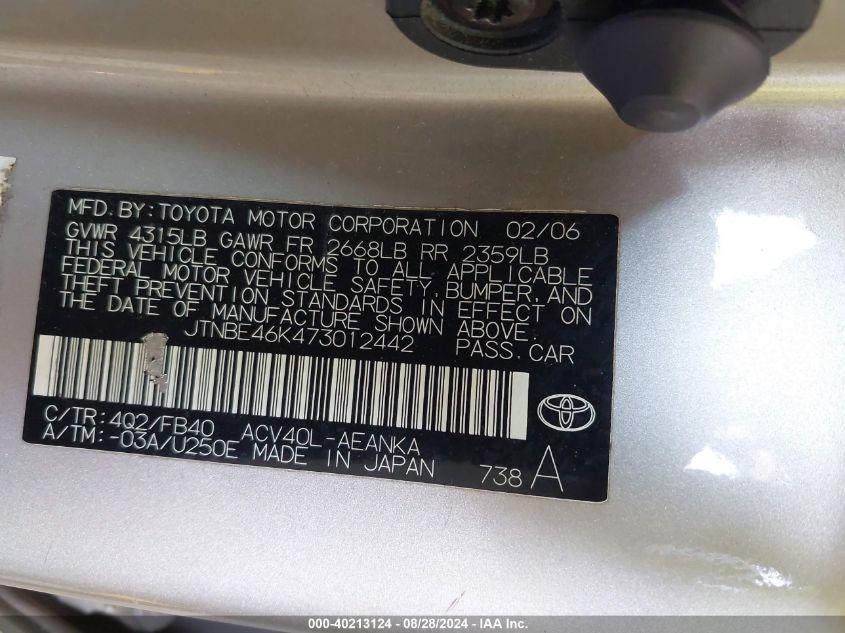 MFD. BY: TOYOTA MOTOR CORPORATION 02/06
GVWR 4315LB GAWR FR 2668LB RR 2359LB
THIS VEHICLE CONFORMS TO ALL APPLICABLE
FEDERAL MOTOR VEHICLE SAFETY, BUMPER, AND
THEFT PREVENTION STANDARDS IN EFFECT ON
THE DATE OF MANUFACTURE SHOWN ABOVE.
JTNBE46K473012442 PASS. CAR
C/TR: 4Q2/FB40 ACV40L-AEANKA
A/TM: -03A/U250E MADE IN JAPAN 738 A
000-40213124 - 08/28/2024 - IAA Inc.